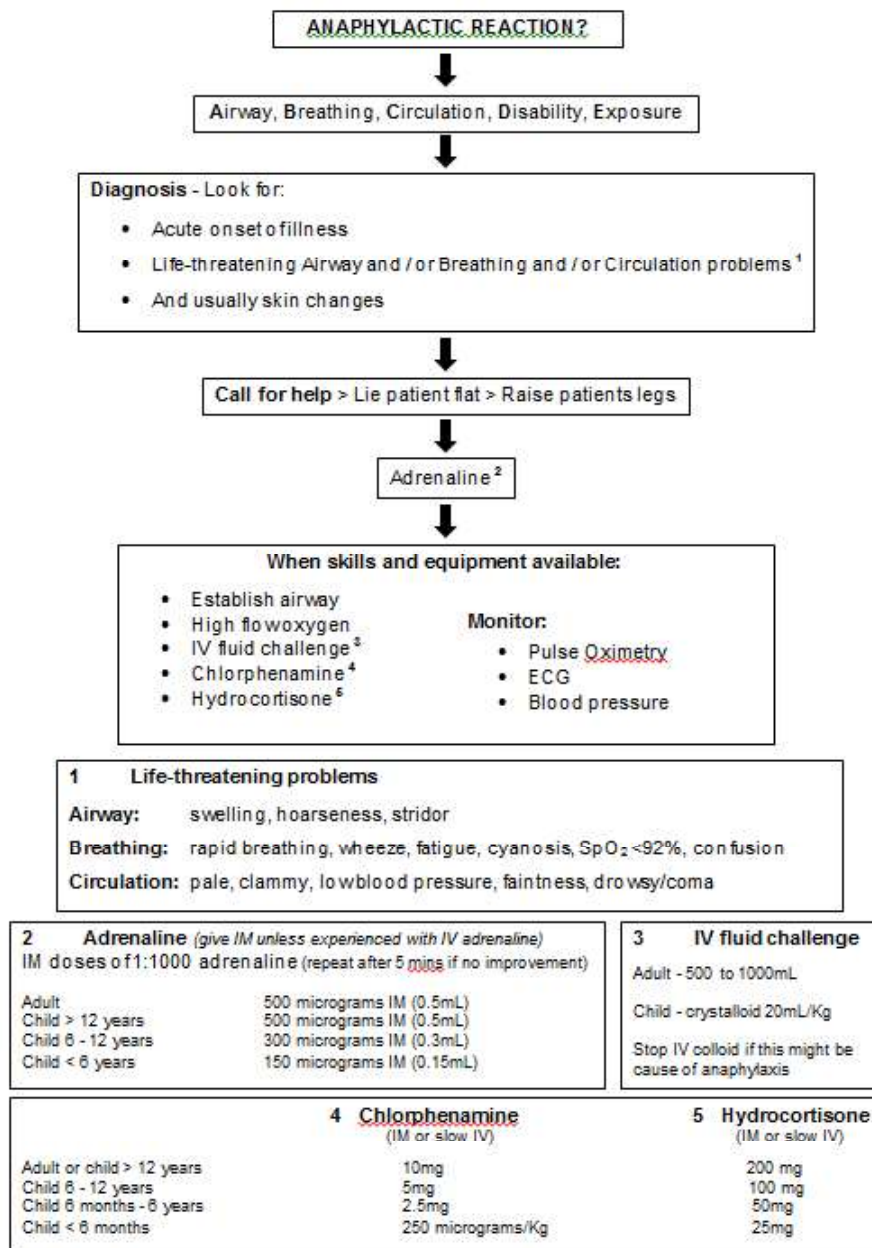 ANAPHYLACTIC REACTION?
Airway, Breathing, Circulation, Disability, Exposure
Diagnosis - Look for:
• Acute onset of illness
• Life-threatening Airway and / or Breathing and / or Circulation problems ¹
• And usually skin changes
Call for help > Lie patient flat > Raise patients legs
Adrenaline ²
When skills and equipment available:
• Establish airway
• High flow oxygen
• IV fluid challenge ³
• Chlorphenamine ⁴
• Hydrocortisone ⁵
Monitor:
• Pulse Oximetry
• ECG
• Blood pressure
1 Life-threatening problems
Airway: swelling, hoarseness, stridor
Breathing: rapid breathing, wheeze, fatigue, cyanosis, SpO₂ <92%, confusion
Circulation: pale, clammy, low blood pressure, faintness, drowsy/coma
2 Adrenaline (give IM unless experienced with IV adrenaline)
IM doses of 1:1000 adrenaline (repeat after 5 mins if no improvement)
Adult 500 micrograms IM (0.5mL)
Child > 12 years 500 micrograms IM (0.5mL)
Child 6 - 12 years 300 micrograms IM (0.3mL)
Child < 6 years 150 micrograms IM (0.15mL)
3 IV fluid challenge
Adult - 500 to 1000mL
Child - crystalloid 20mL/Kg
Stop IV colloid if this might be
cause of anaphylaxis
4 Chlorphenamine 5 Hydrocortisone
(IM or slow IV) (IM or slow IV)
Adult or child > 12 years 10mg 200 mg
Child 6 - 12 years 5mg 100 mg
Child 6 months - 6 years 2.5mg 50mg
Child < 6 months 250 micrograms/Kg 25mg